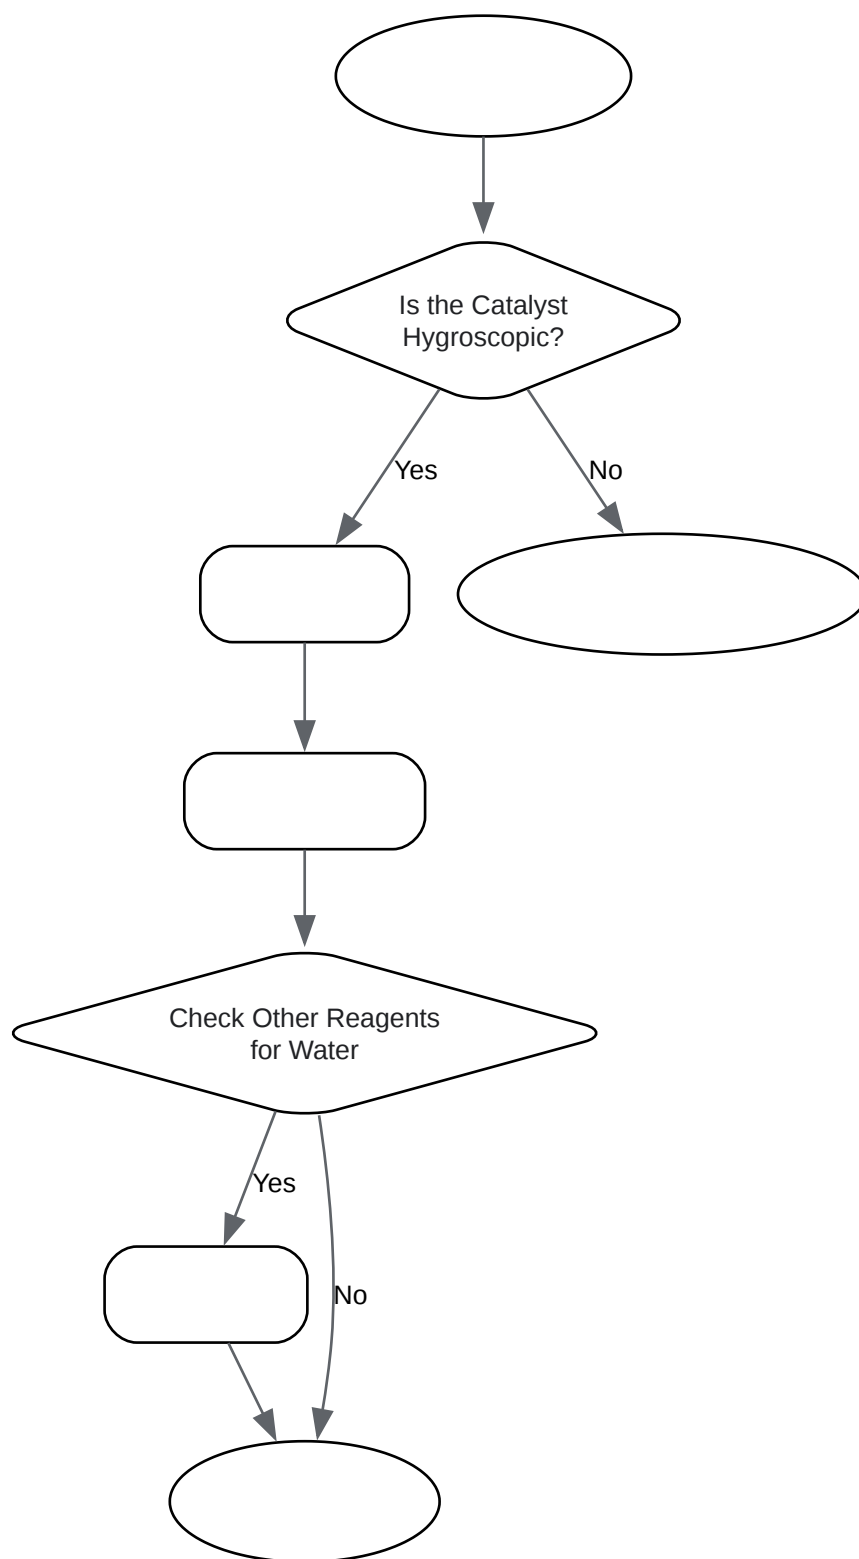 Is the Catalyst
Hygroscopic?
Yes
No
Check Other Reagents
for Water
Yes
No